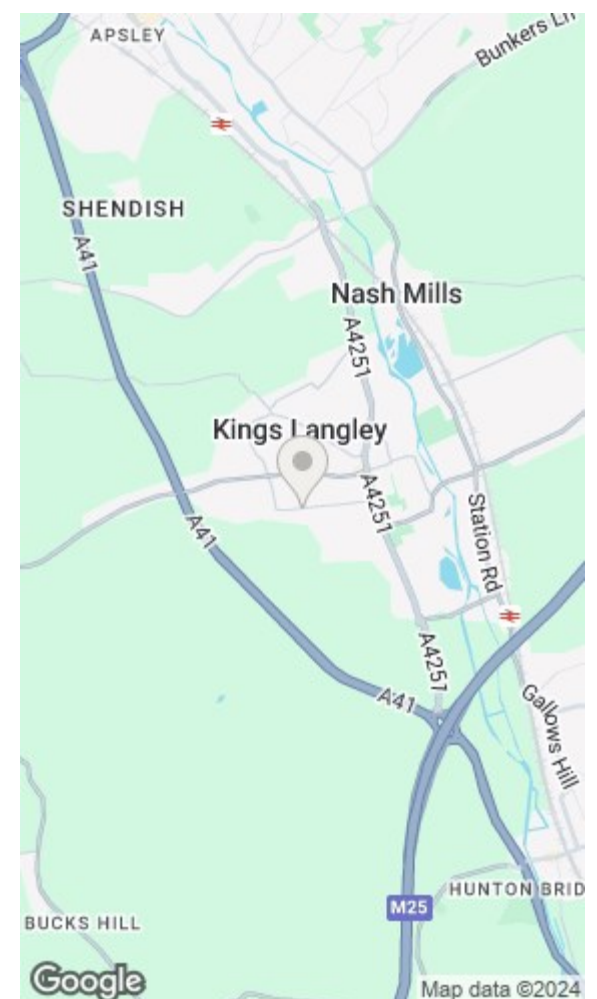 APSLEY
Bunkers Ln
SHENDISH
A41
Nash Mills
A4251
Kings Langley
A4251
A41
Station Rd
A4251
A41
Gallows Hill
M25
HUNTON BRID
BUCKS HILL
Google
Map data ©2024